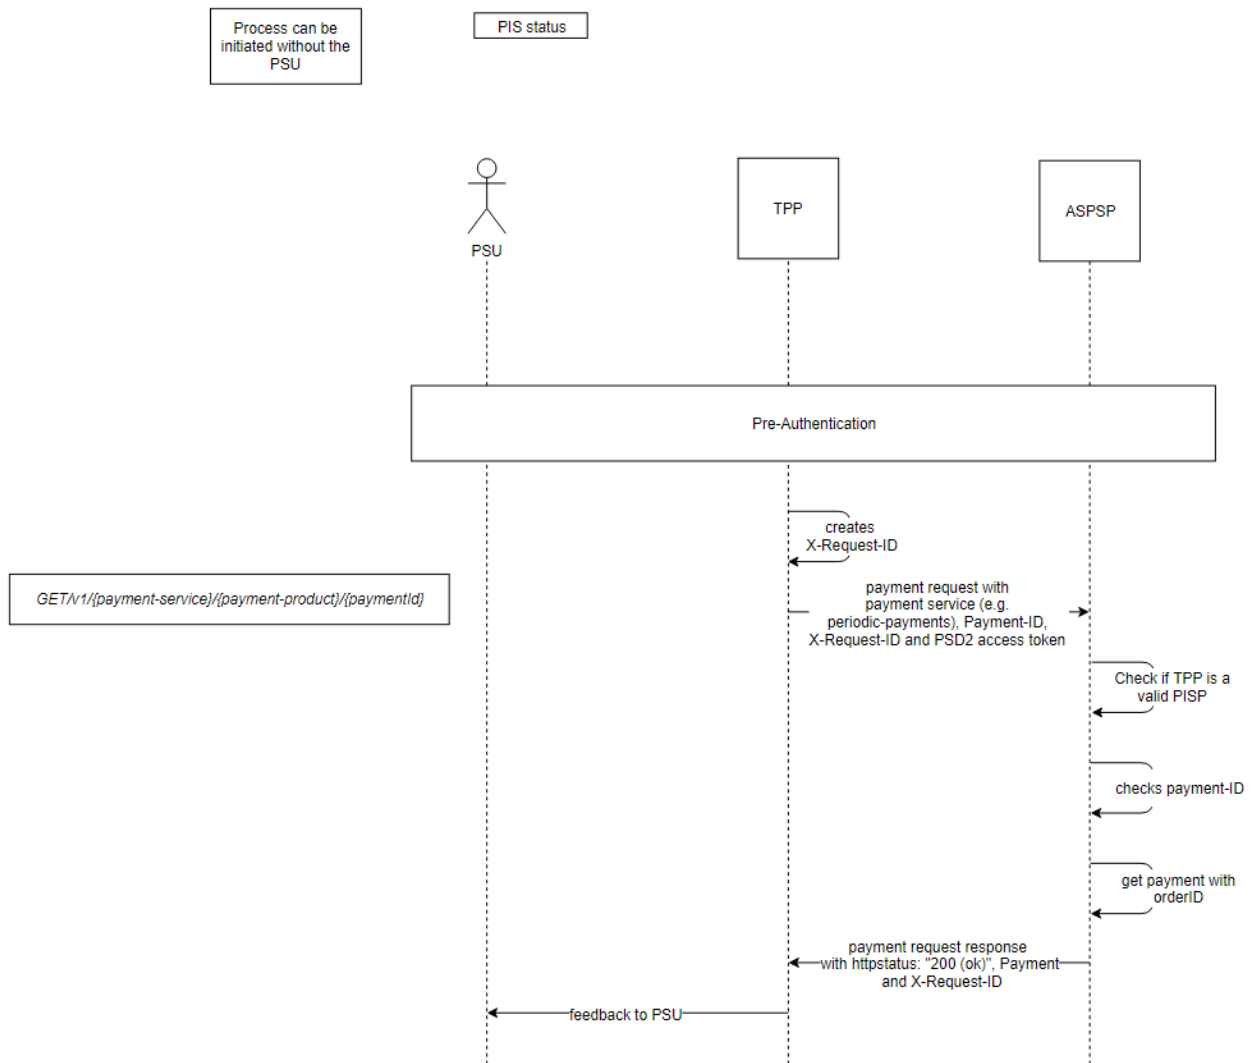 Process can be
initiated without the
PSU
PIS status
PSU
TPP
ASPSP
Pre-Authentication
creates
X-Request-ID
GET/v1/{payment-service}/{payment-product}/{paymentId}
payment request with
payment service (e.g.
periodic-payments), Payment-ID,
X-Request-ID and PSD2 access token
Check if TPP is a
valid PISP
checks payment-ID
get payment with
orderID
payment request response
with httpstatus: "200 (ok)", Payment
and X-Request-ID
feedback to PSU